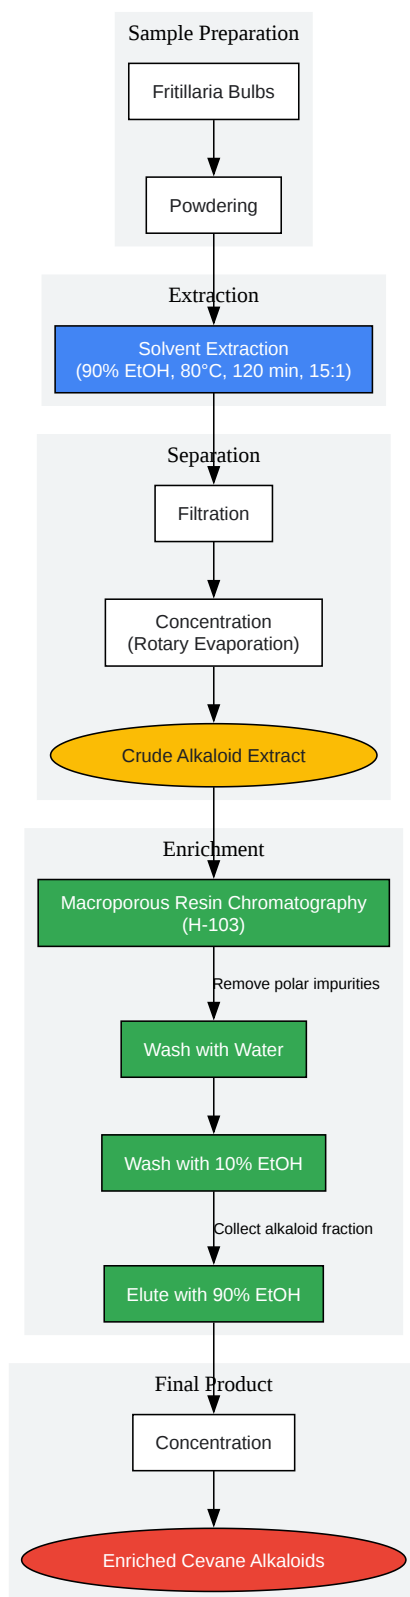 Sample Preparation
Fritillaria Bulbs
Powdering
Extraction
Solvent Extraction
(90% EtOH, 80°C, 120 min, 15:1)
Separation
Filtration
Concentration
(Rotary Evaporation)
Crude Alkaloid Extract
Enrichment
Macroporous Resin Chromatography
(H-103)
Remove polar impurities
Wash with Water
Wash with 10% EtOH
Collect alkaloid fraction
Elute with 90% EtOH
Final Product
Concentration
Enriched Cevane Alkaloids